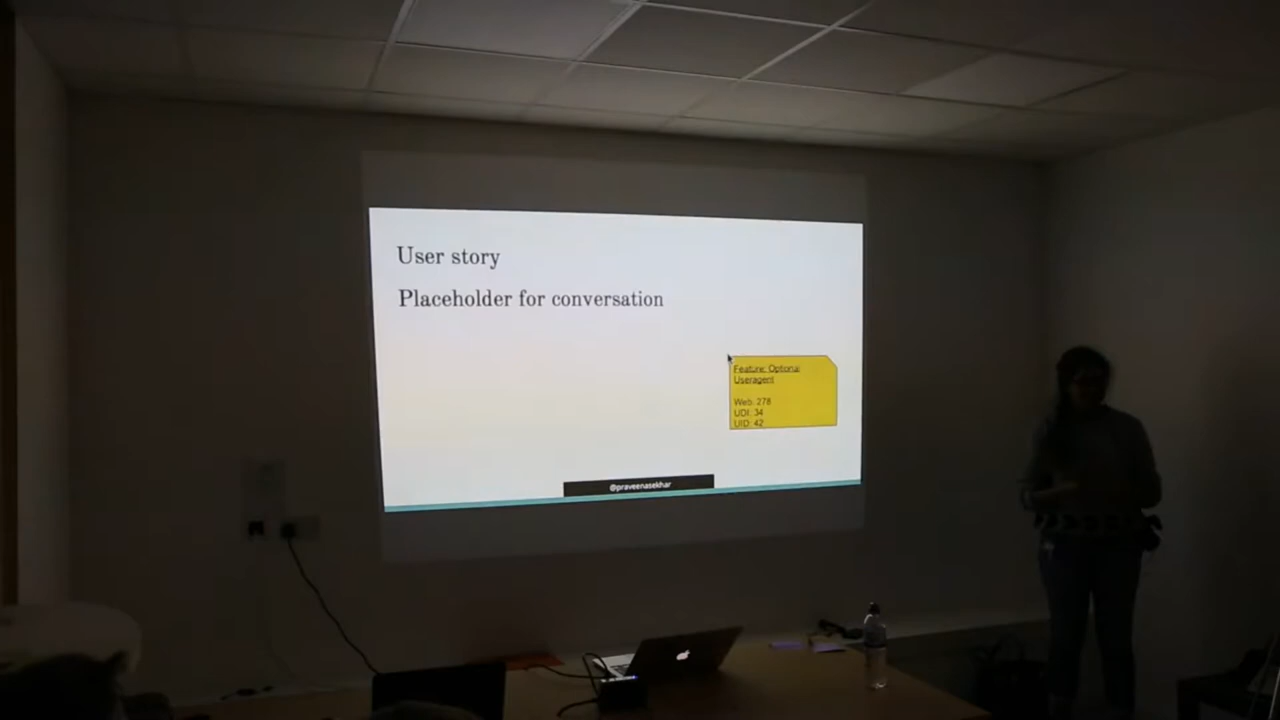 User story
Placeholder for conversation
Feature: Optional
Useragent
Web: 278
UDI: 34
UID: 42
@praveenasekhar